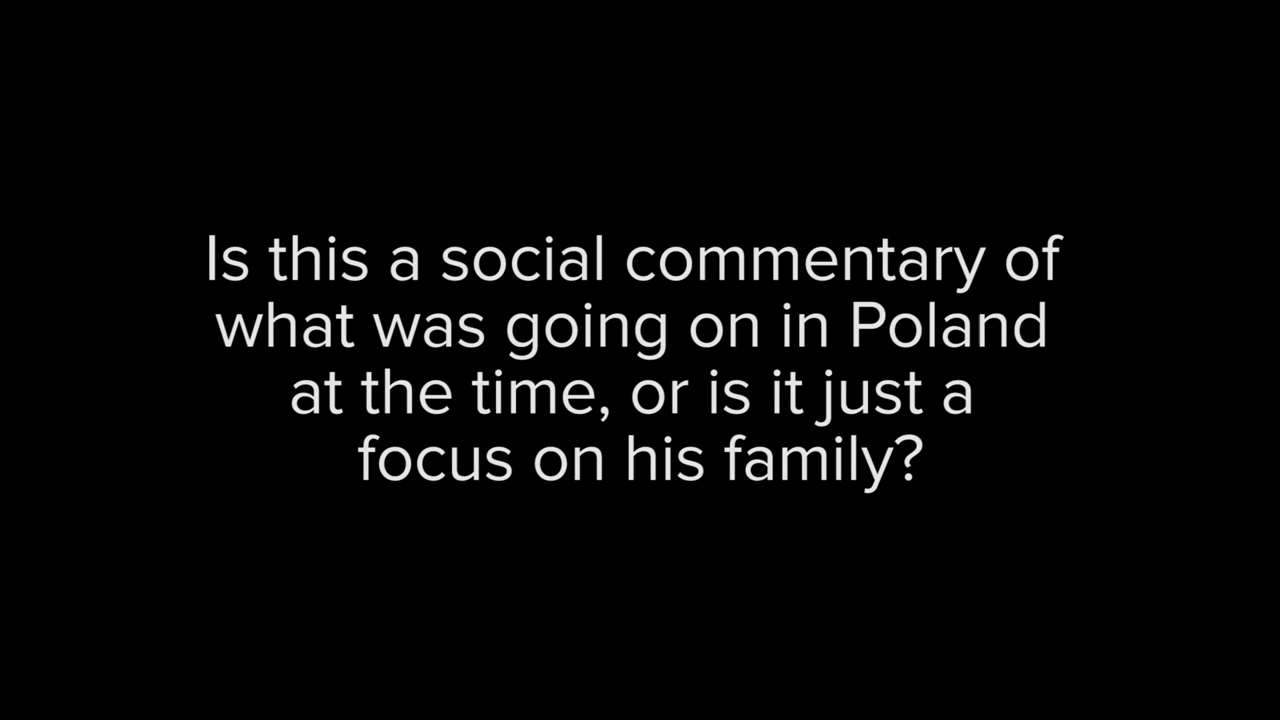 Is this a social commentary of
what was going on in Poland
at the time, or is it just a
focus on his family?